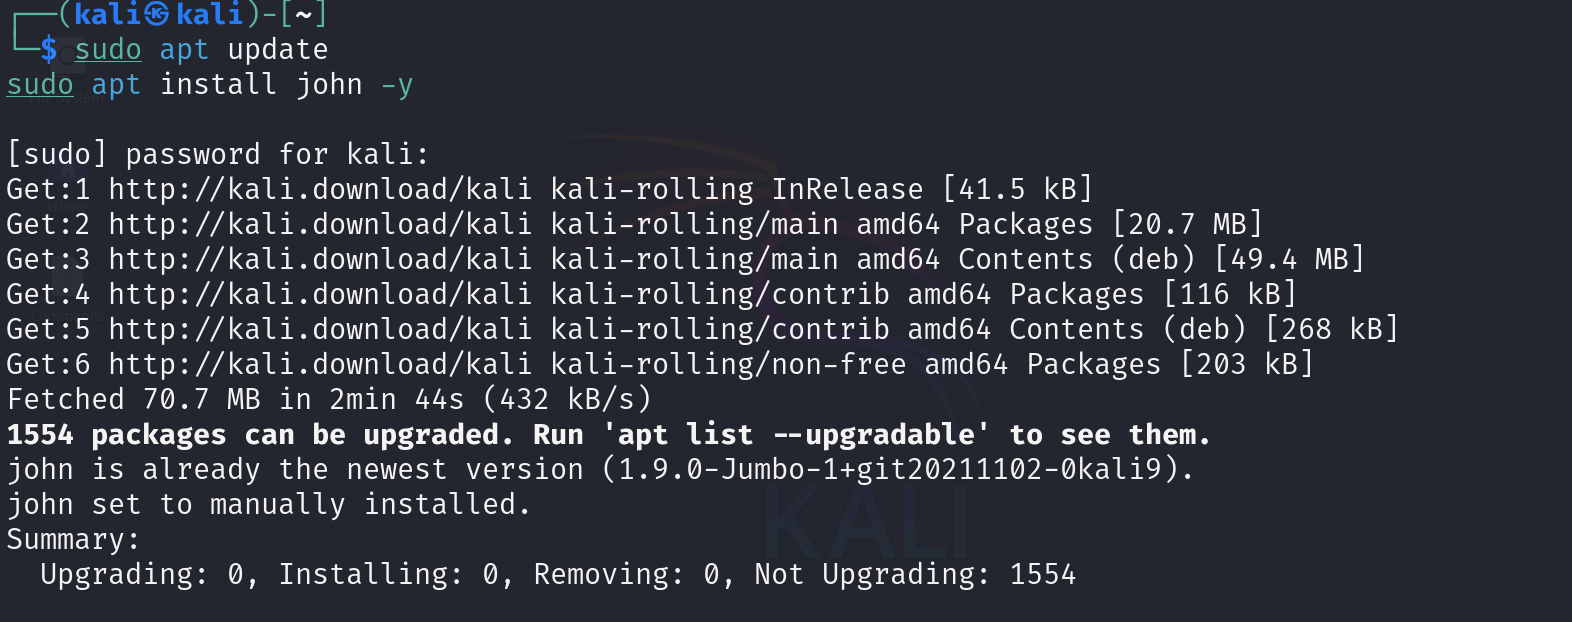 ┌──(kali㉿kali)-[~]
└─$ sudo apt update
sudo apt install john -y
[sudo] password for kali:
Get:1 http://kali.download/kali kali-rolling InRelease [41.5 kB]
Get:2 http://kali.download/kali kali-rolling/main amd64 Packages [20.7 MB]
Get:3 http://kali.download/kali kali-rolling/main amd64 Contents (deb) [49.4 MB]
Get:4 http://kali.download/kali kali-rolling/contrib amd64 Packages [116 kB]
Get:5 http://kali.download/kali kali-rolling/contrib amd64 Contents (deb) [268 kB]
Get:6 http://kali.download/kali kali-rolling/non-free amd64 Packages [203 kB]
Fetched 70.7 MB in 2min 44s (432 kB/s)
1554 packages can be upgraded. Run 'apt list --upgradable' to see them.
john is already the newest version (1.9.0-Jumbo-1+git20211102-0kali9).
john set to manually installed.
Summary:
  Upgrading: 0, Installing: 0, Removing: 0, Not Upgrading: 1554
File System
Home
Commands
KALI